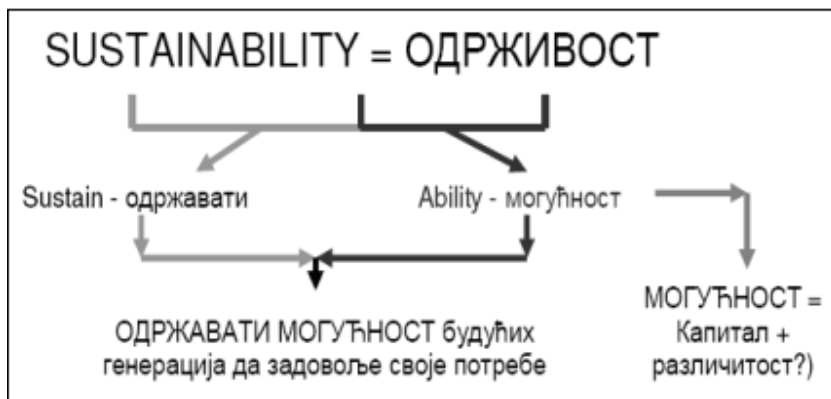 SUSTAINABILITY = ОДРЖИВОСТ
Sustain - одржавати
Ability - могућност
ОДРЖАВАТИ МОГУЋНОСТ будућих
генерација да задовоље своје потребе
МОГУЋНОСТ =
Капитал +
различитост?)